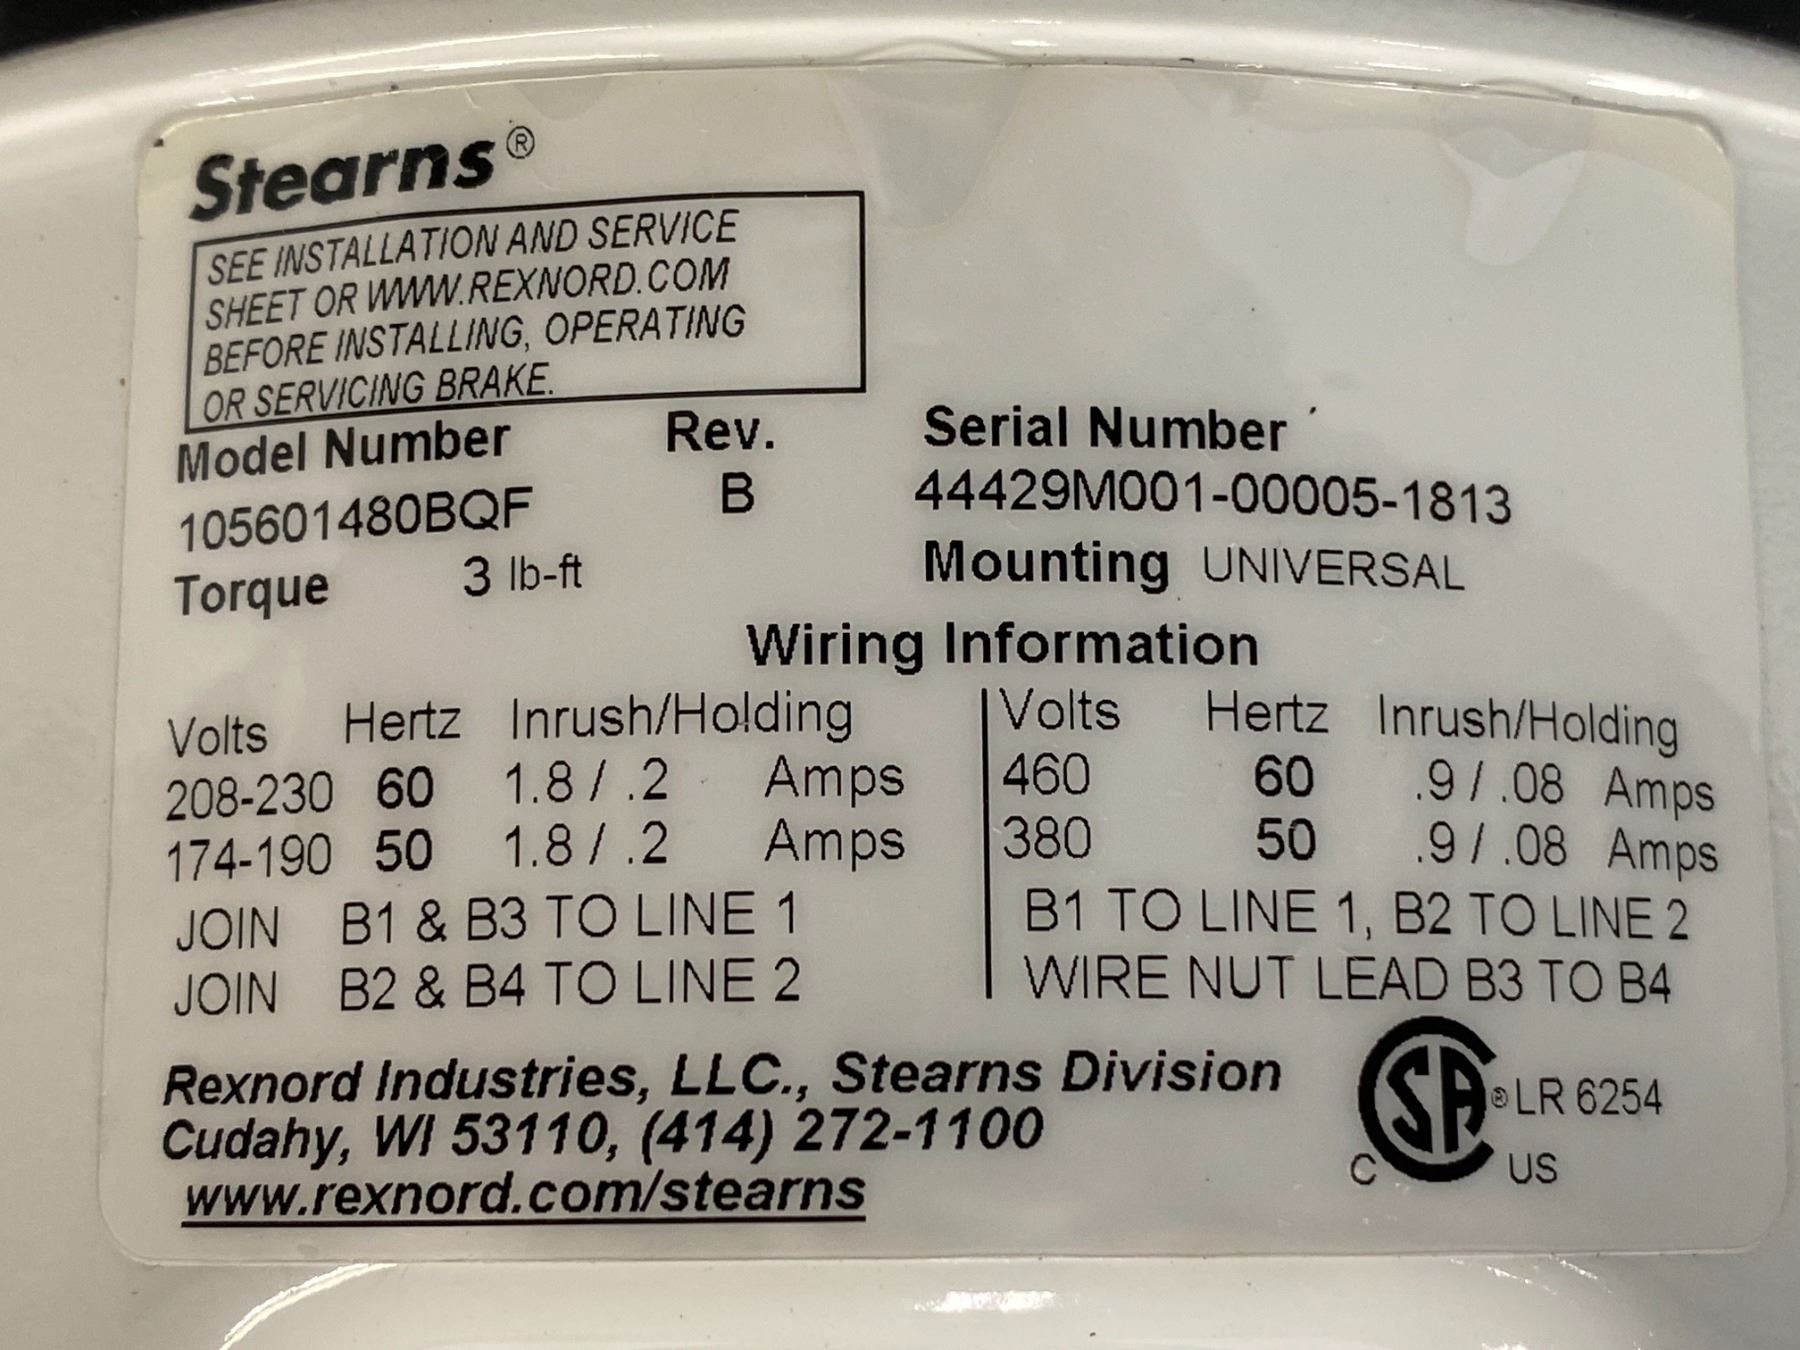 Stearns®
SEE INSTALLATION AND SERVICE
SHEET OR WWW.REXNORD.COM
BEFORE INSTALLING, OPERATING
OR SERVICING BRAKE.
Model Number Rev. Serial Number
105601480BQF B 44429M001-00005-1813
Torque 3 lb-ft Mounting UNIVERSAL
Wiring Information
Volts Hertz Inrush/Holding
208-230 60 1.8 / .2 Amps
174-190 50 1.8 / .2 Amps
JOIN B1 & B3 TO LINE 1
JOIN B2 & B4 TO LINE 2
Volts Hertz Inrush/Holding
460 60 .9 / .08 Amps
380 50 .9 / .08 Amps
B1 TO LINE 1, B2 TO LINE 2
WIRE NUT LEAD B3 TO B4
Rexnord Industries, LLC., Stearns Division
Cudahy, WI 53110, (414) 272-1100
www.rexnord.com/stearns
SA® LR 6254
C US